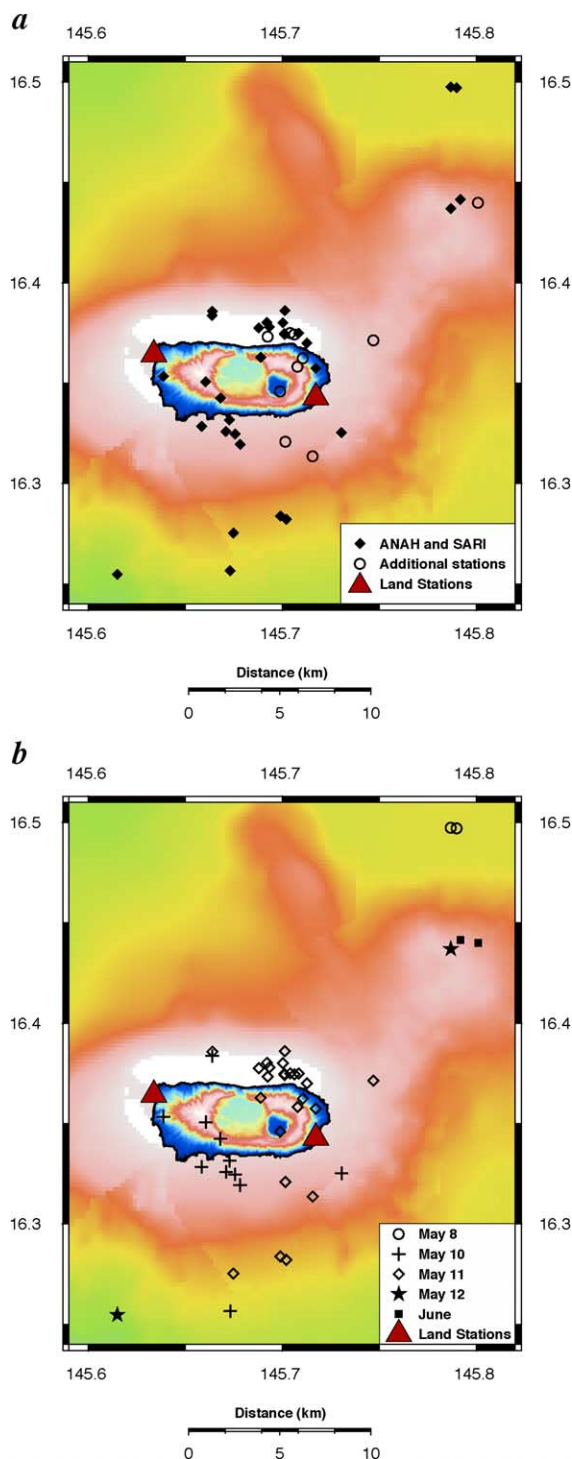 a
145.6 145.7 145.8
16.5 16.5
16.4 16.4
16.3 16.3
ANAH and SARI
Additional stations
Land Stations
145.6 145.7 145.8
Distance (km)
0 5 10
b
145.6 145.7 145.8
16.5 16.5
16.4 16.4
16.3 16.3
May 8
May 10
May 11
May 12
June
Land Stations
145.6 145.7 145.8
Distance (km)
0 5 10